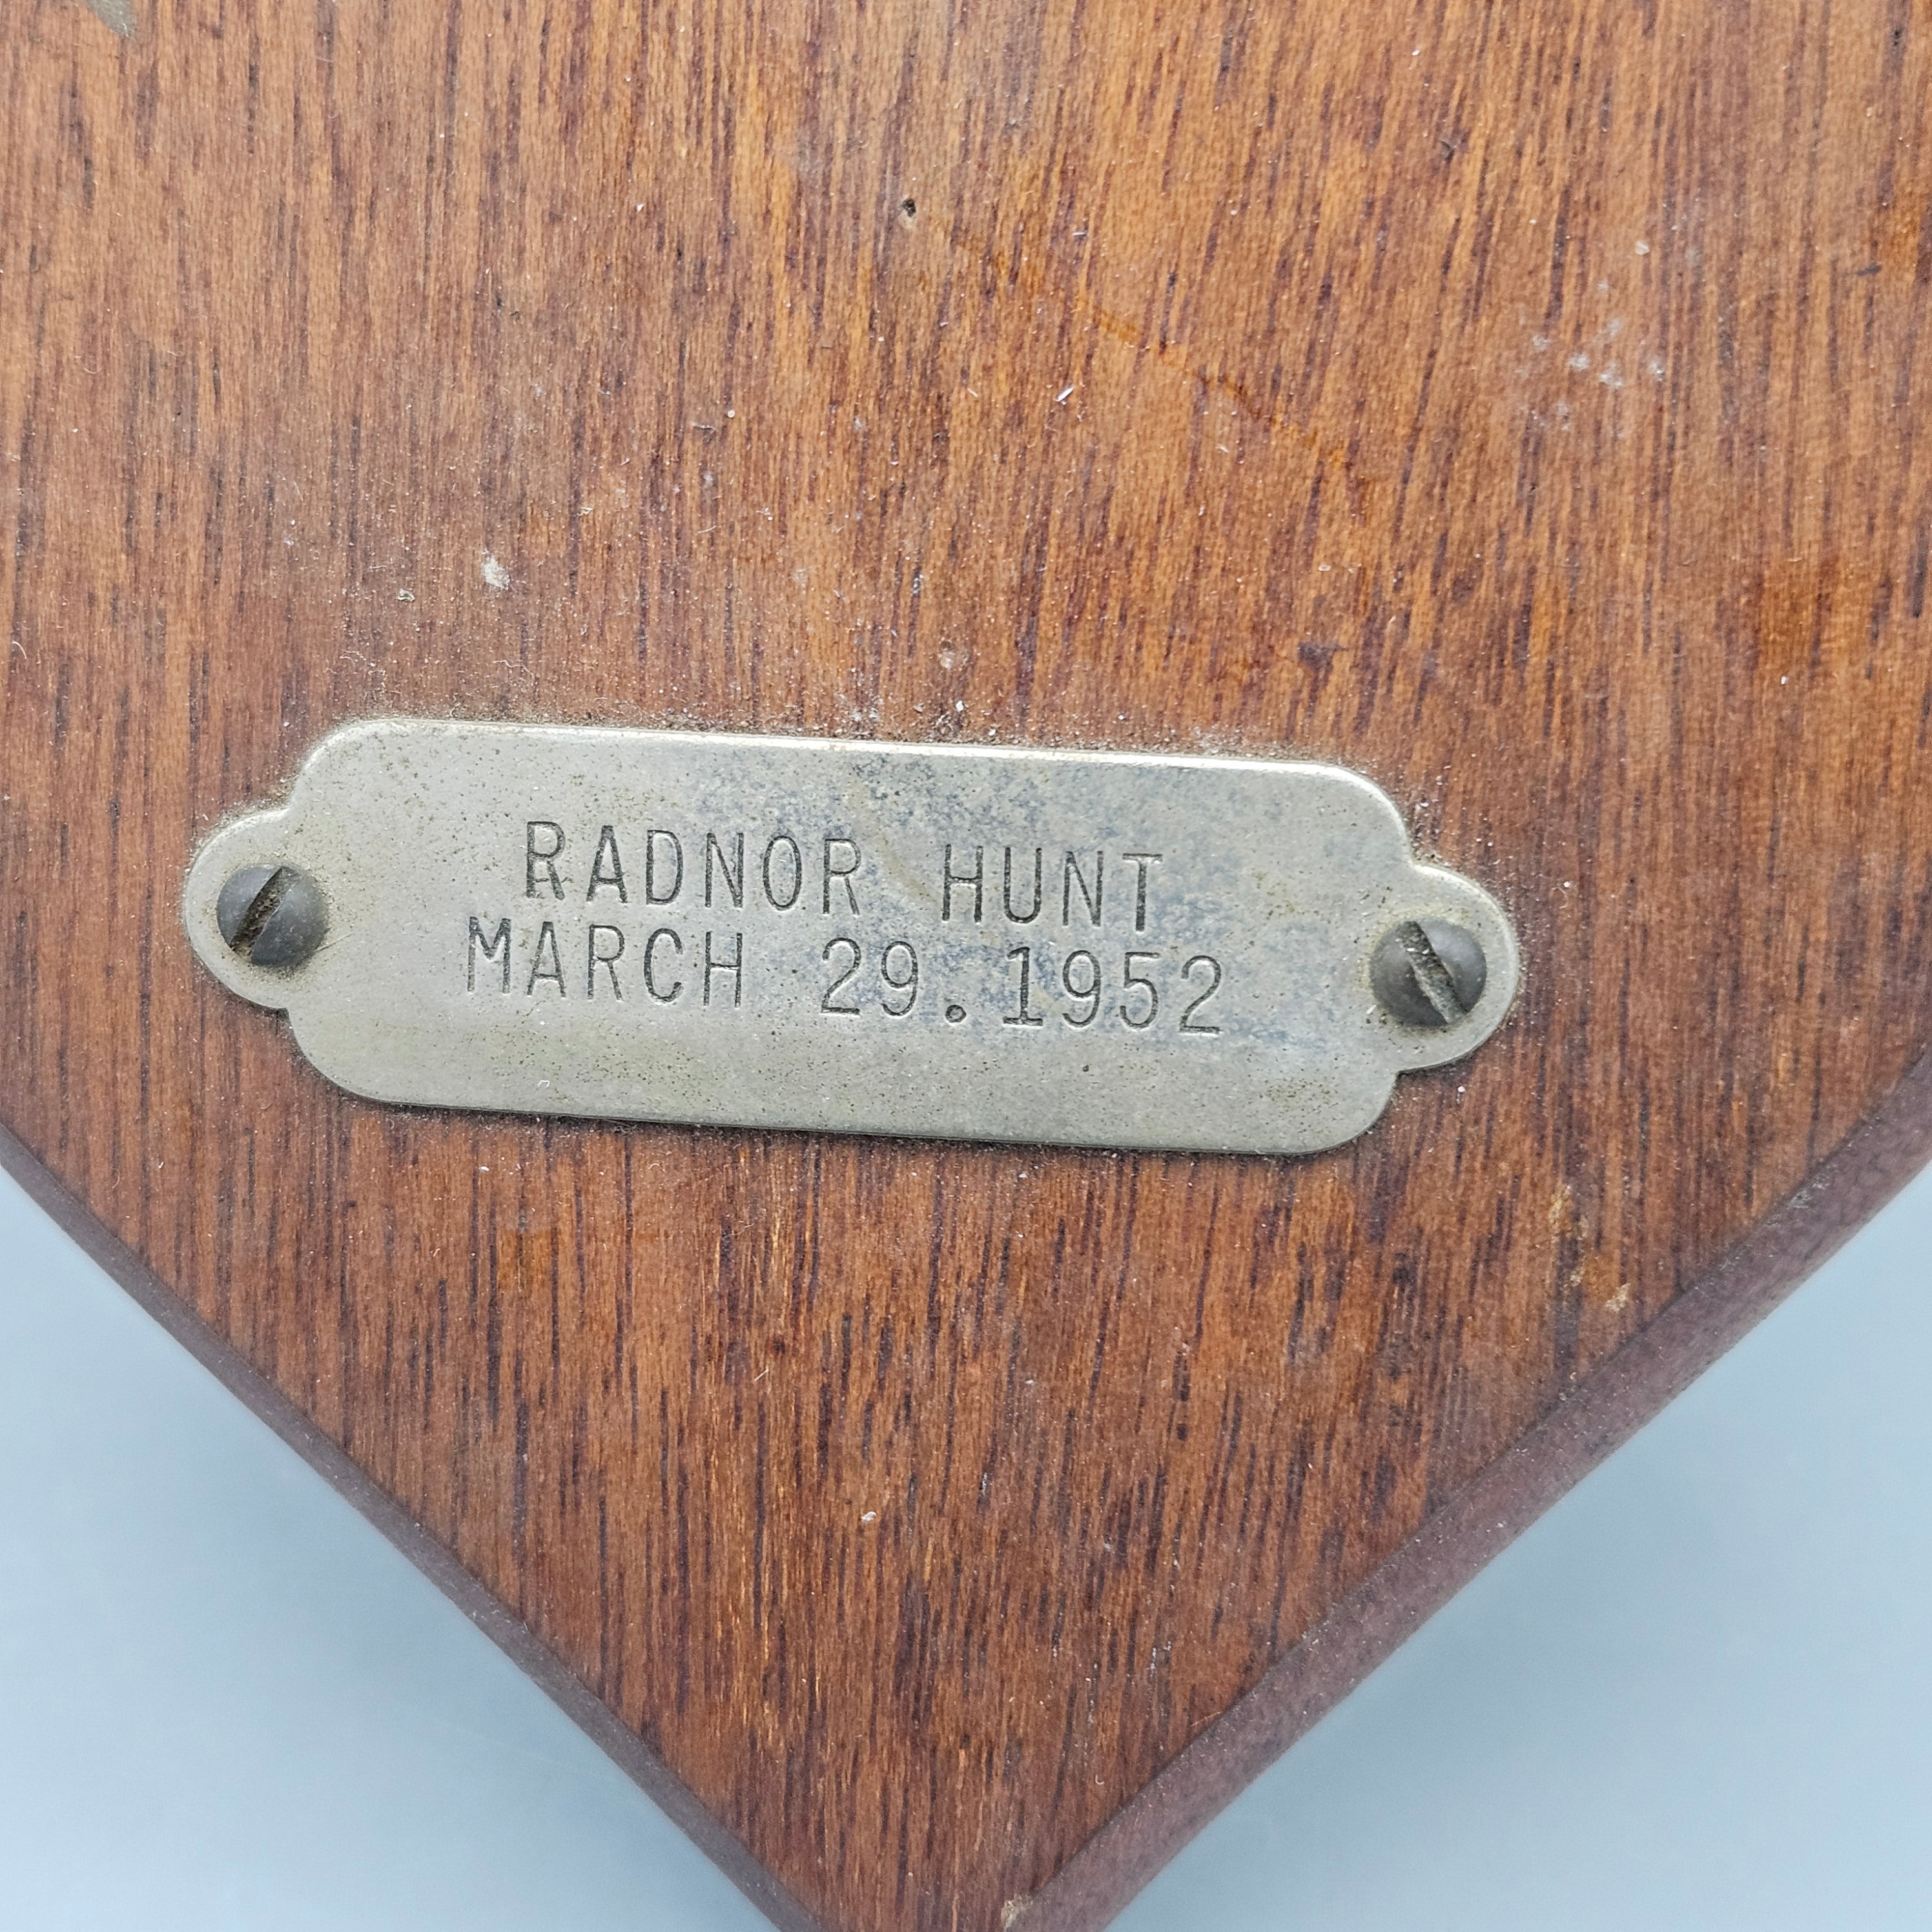 RADNOR HUNT
MARCH 29.1952